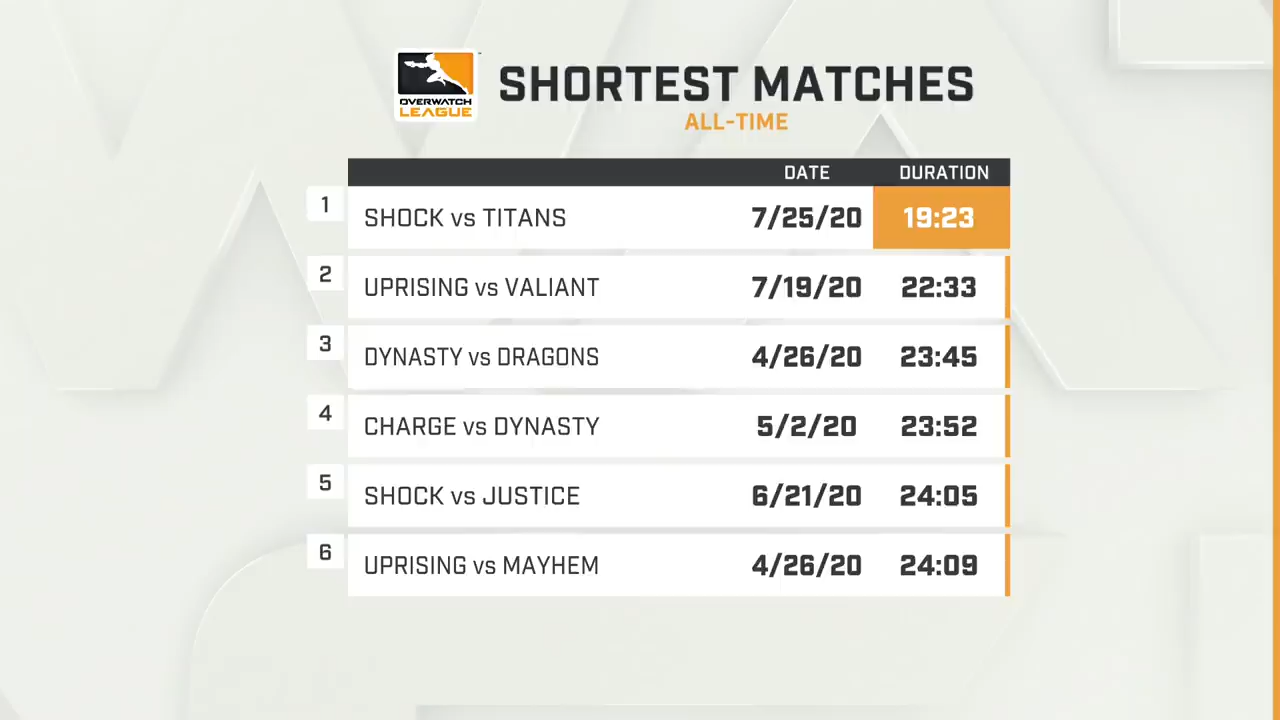 OVERWATCH
LEAGUE
SHORTEST MATCHES
ALL-TIME
DATE DURATION
1 SHOCK vs TITANS 7/25/20 19:23
2 UPRISING vs VALIANT 7/19/20 22:33
3 DYNASTY vs DRAGONS 4/26/20 23:45
4 CHARGE vs DYNASTY 5/2/20 23:52
5 SHOCK vs JUSTICE 6/21/20 24:05
6 UPRISING vs MAYHEM 4/26/20 24:09